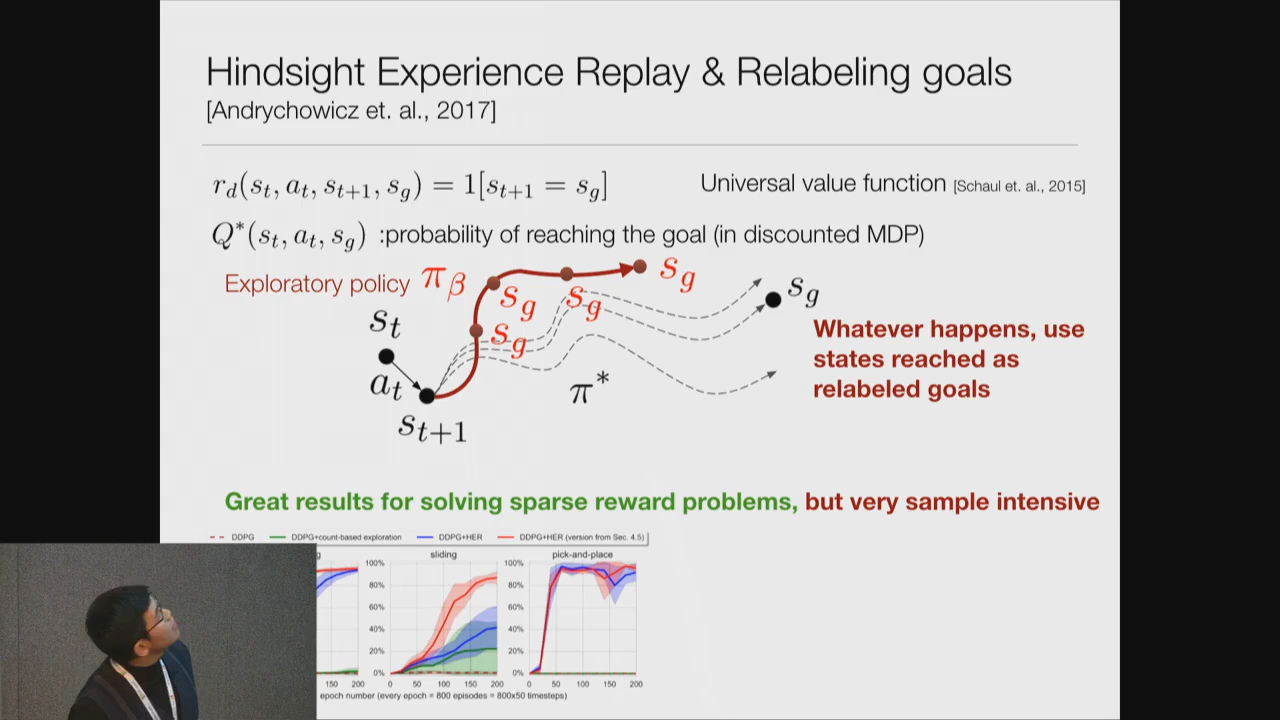 Hindsight Experience Replay & Relabeling goals
[Andrychowicz et. al., 2017]
r_d(s_t, a_t, s_{t+1}, s_g) = 1[s_{t+1} = s_g]
Universal value function [Schaul et. al., 2015]
Q*(s_t, a_t, s_g) :probability of reaching the goal (in discounted MDP)
Exploratory policy π_β
s_g
s_g
s_g
s_g
s_g
s_t
a_t
s_{t+1}
π*
Whatever happens, use
states reached as
relabeled goals
Great results for solving sparse reward problems, but very sample intensive
DDPG DDPG+count-based exploration DDPG+HER DDPG+HER (version from Sec. 4.5)
g sliding pick-and-place
100% 100%
80% 80%
60% 60%
40% 40%
20% 20%
0% 0%
150 200 0 50 100 150 200 0 50 100 150 200
epoch number (every epoch = 800 episodes = 800x50 timesteps)